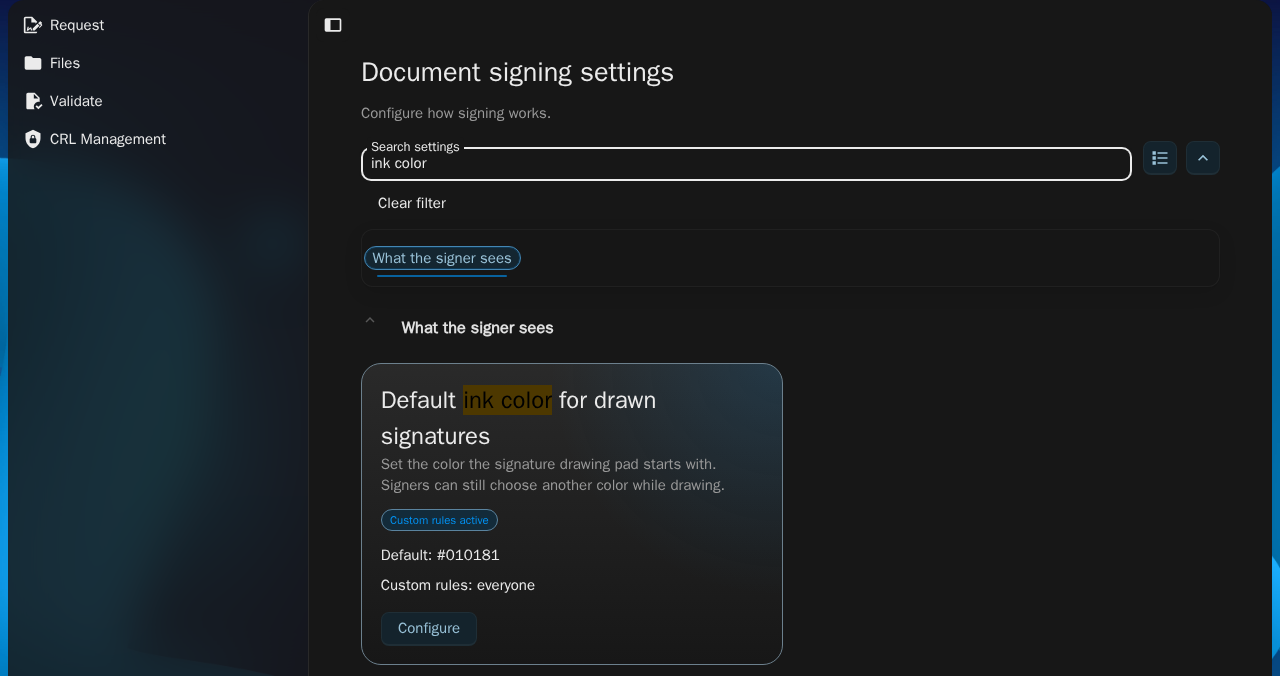 Request
Files
Validate
CRL Management
Document signing settings
Configure how signing works.
Search settings
ink color
Clear filter
What the signer sees
What the signer sees
Default ink color for drawn
signatures
Set the color the signature drawing pad starts with.
Signers can still choose another color while drawing.
Custom rules active
Default: #010181
Custom rules: everyone
Configure